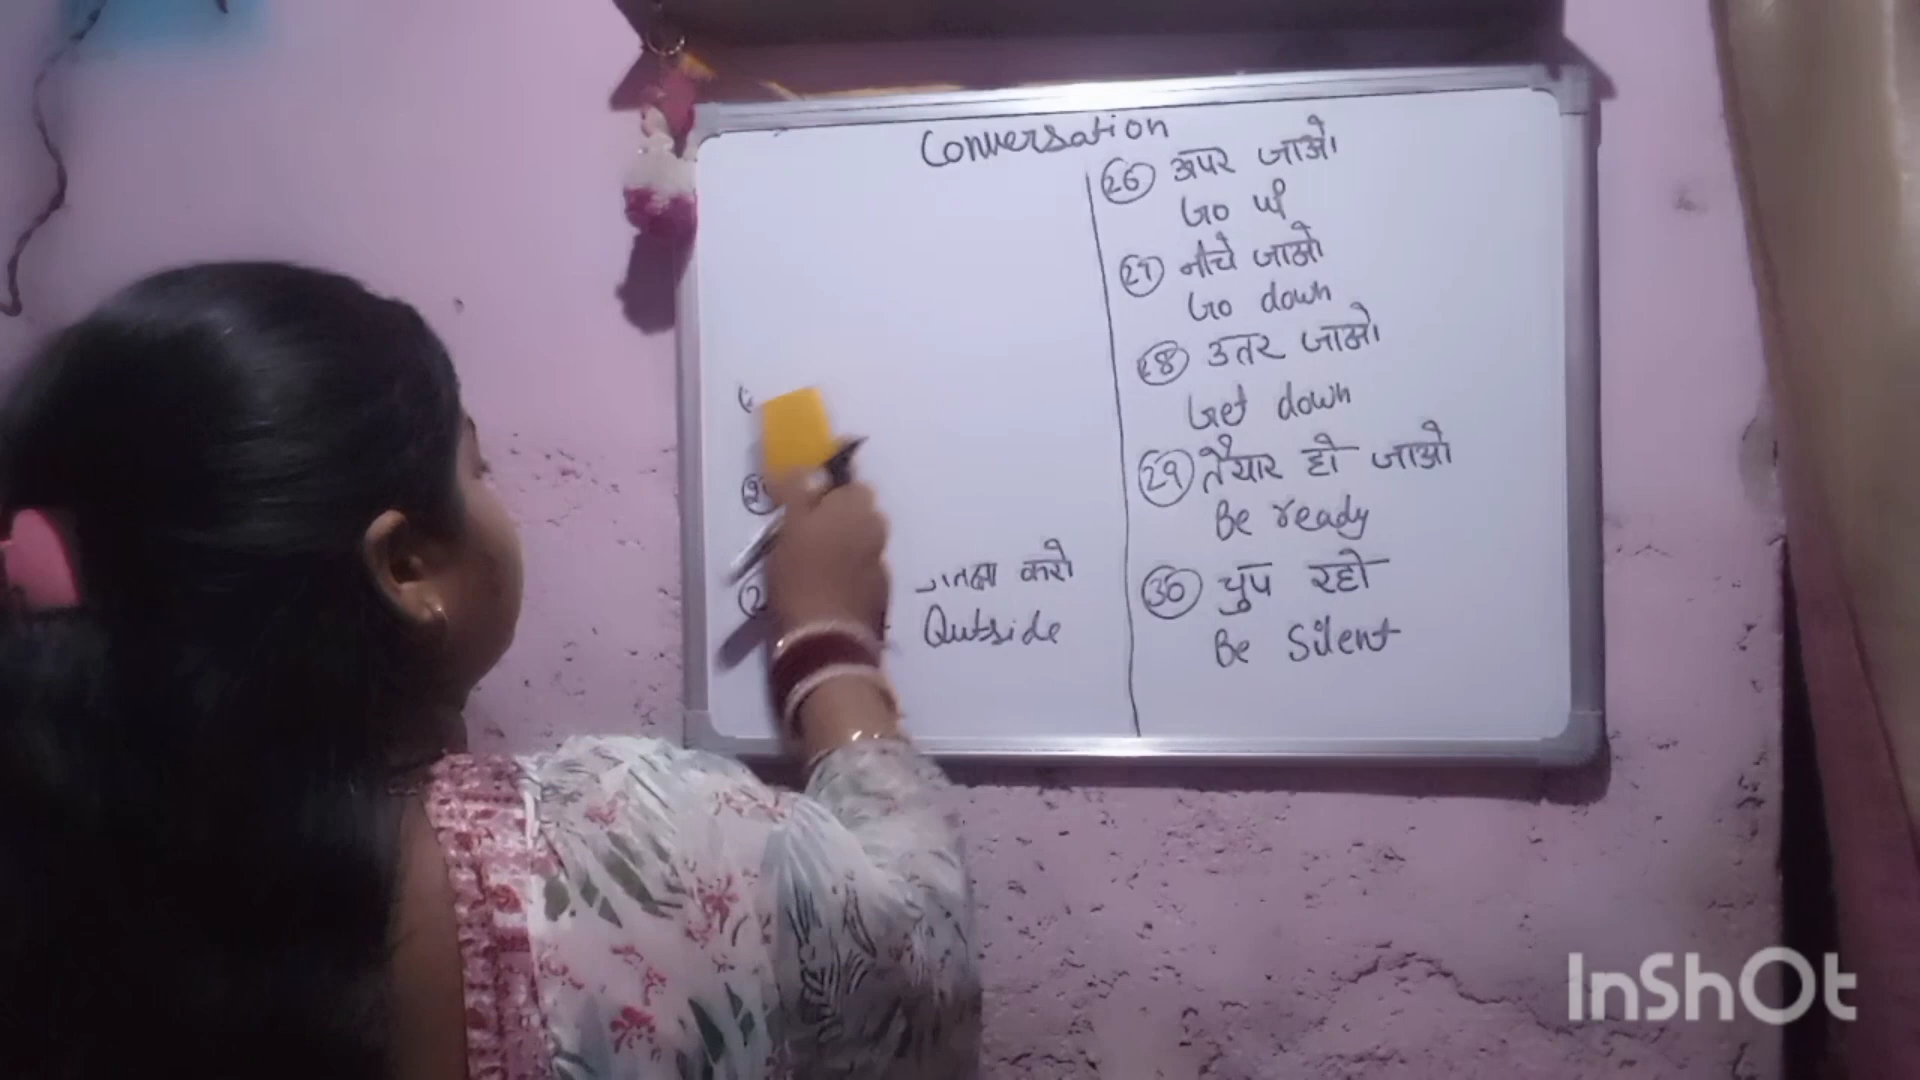 Conversation
करो
Outside
26 ऊपर जाओ।
Go up
27 नीचे जाओ
Go down
28 उतर जाओ।
Get down
29 तैयार हो जाओ
Be ready
30 चुप रहो
Be Silent
InShOt